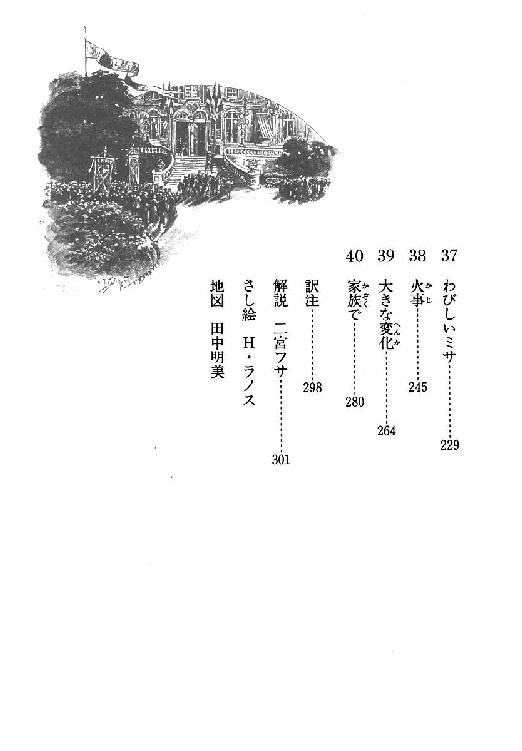 37 わびしいミサ 229
38 火事 245
39 大きな変化 264
40 家族で 280
訳注 298
解説 二宮フサ 301
さし絵 H・ラノス
地図 田中明美